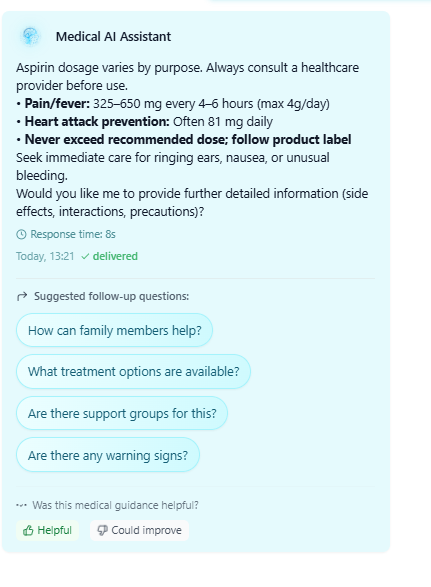 Medical AI Assistant
Aspirin dosage varies by purpose. Always consult a healthcare
provider before use.
• Pain/fever: 325–650 mg every 4–6 hours (max 4g/day)
• Heart attack prevention: Often 81 mg daily
• Never exceed recommended dose; follow product label
Seek immediate care for ringing ears, nausea, or unusual
bleeding.
Would you like me to provide further detailed information (side
effects, interactions, precautions)?
Response time: 8s
Today, 13:21 ✓ delivered
Suggested follow-up questions:
How can family members help?
What treatment options are available?
Are there support groups for this?
Are there any warning signs?
Was this medical guidance helpful?
Helpful Could improve